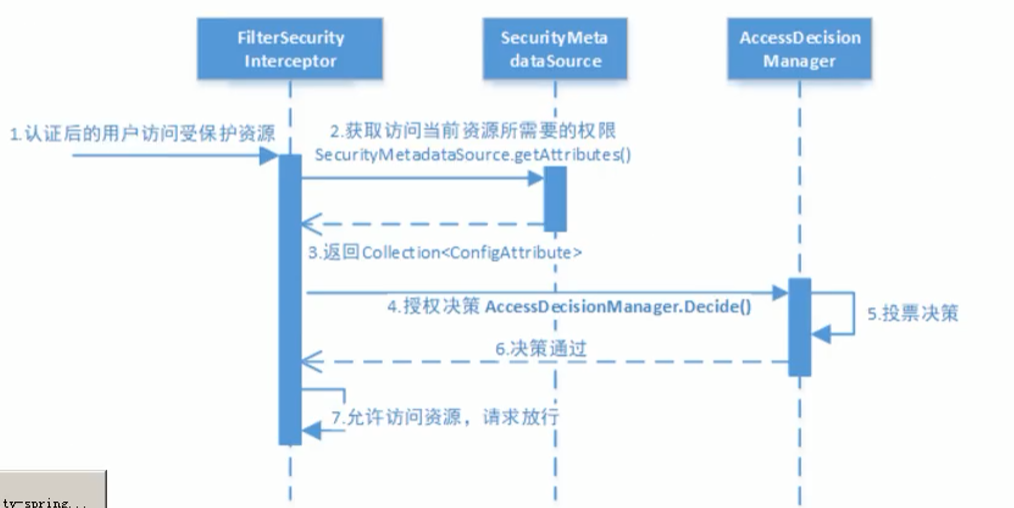 FilterSecurity
Interceptor
SecurityMeta
dataSource
AccessDecision
Manager
1.认证后的用户访问受保护资源
2.获取访问当前资源所需要的权限
SecurityMetadataSource.getAttributes()
3.返回Collection<ConfigAttribute>
4.授权决策 AccessDecisionManager.Decide()
5.投票决策
6.决策通过
7.允许访问资源，请求放行
ty-spring...